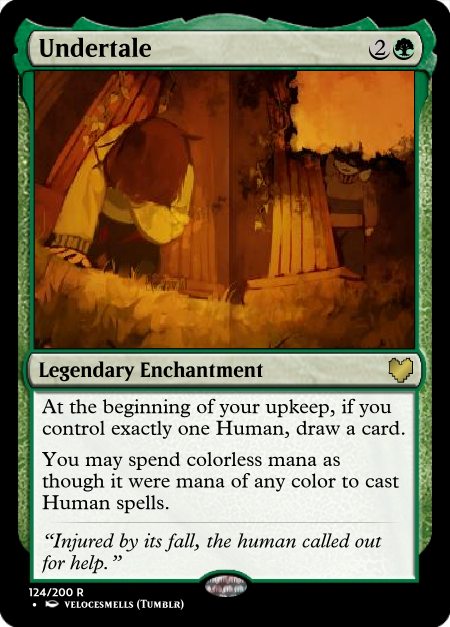 Undertale 2
Legendary Enchantment
At the beginning of your upkeep, if you
control exactly one Human, draw a card.
You may spend colorless mana as
though it were mana of any color to cast
Human spells.
“Injured by its fall, the human called out
for help.”
124/200 R
• VELOCESMELLS (TUMBLR)